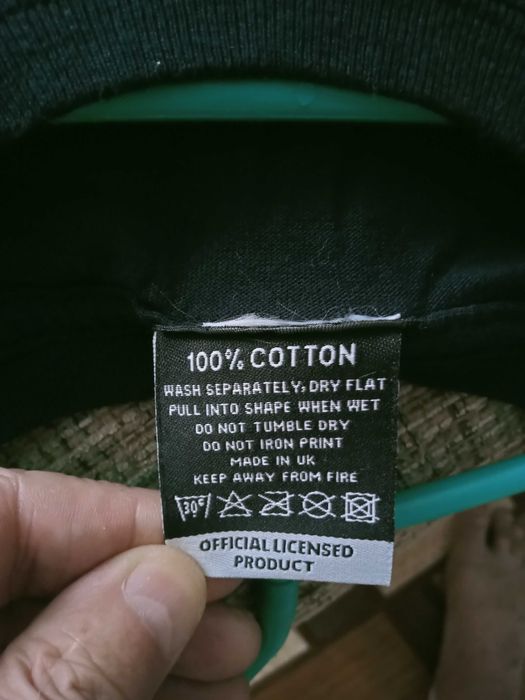 100% COTTON
WASH SEPARATELY, DRY FLAT
PULL INTO SHAPE WHEN WET
DO NOT TUMBLE DRY
DO NOT IRON PRINT
MADE IN UK
KEEP AWAY FROM FIRE
30°
OFFICIAL LICENSED
PRODUCT